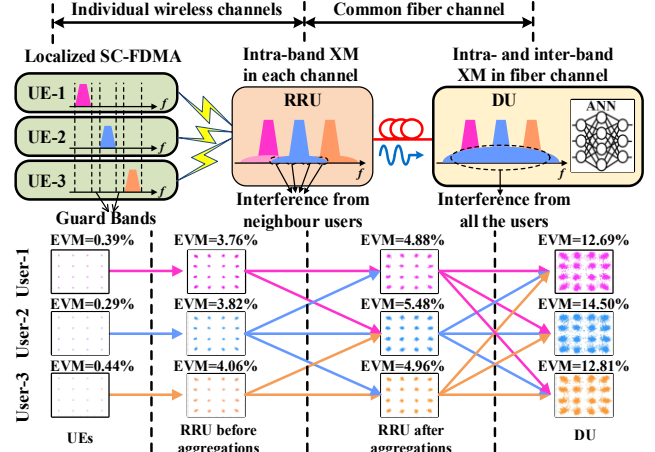 Individual wireless channels
Common fiber channel
Localized SC-FDMA
Intra-band XM
in each channel
Intra- and inter-band
XM in fiber channel
UE-1
f
UE-2
f
UE-3
f
RRU
f
DU
f
ANN
Guard Bands
Interference from
neighbour users
Interference from
all the users
User-1
EVM=0.39%
EVM=3.76%
EVM=4.88%
EVM=12.69%
User-2
EVM=0.29%
EVM=3.82%
EVM=5.48%
EVM=14.50%
User-3
EVM=0.44%
EVM=4.06%
EVM=4.96%
EVM=12.81%
UEs
RRU before
aggregations
RRU after
aggregations
DU